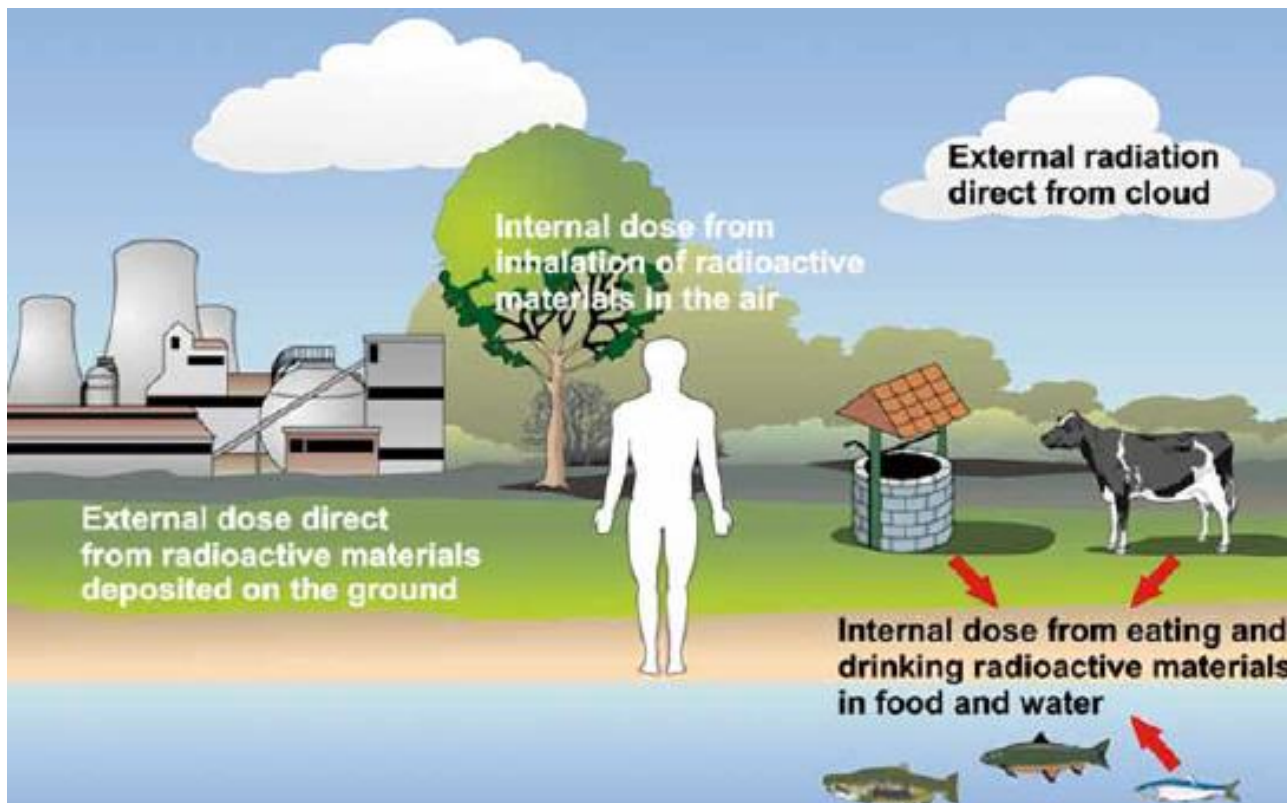 External radiation
direct from cloud
Internal dose from
inhalation of radioactive
materials in the air
External dose direct
from radioactive materials
deposited on the ground
Internal dose from eating and
drinking radioactive materials
in food and water